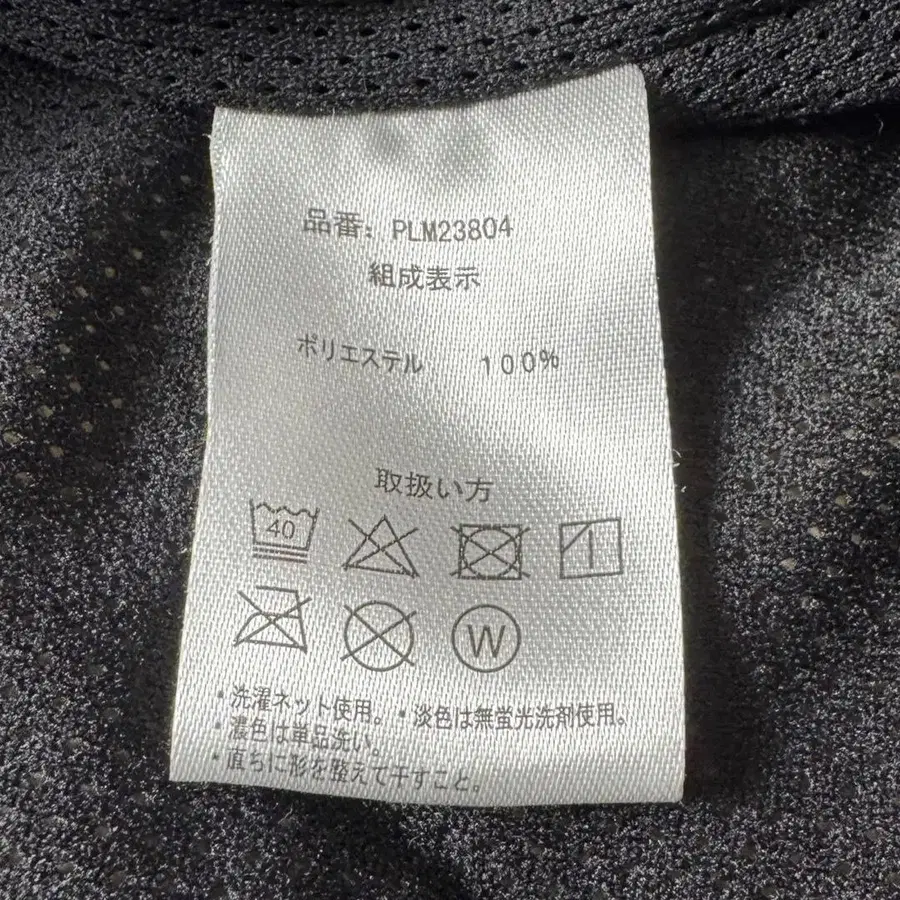 品番: PLM23804
組成表示
ポリエステル 100%
取扱い方
40
W
・洗濯ネット使用。・淡色は無蛍光洗剤使用。
・濃色は単品洗い。
・直ちに形を整えて干すこと。